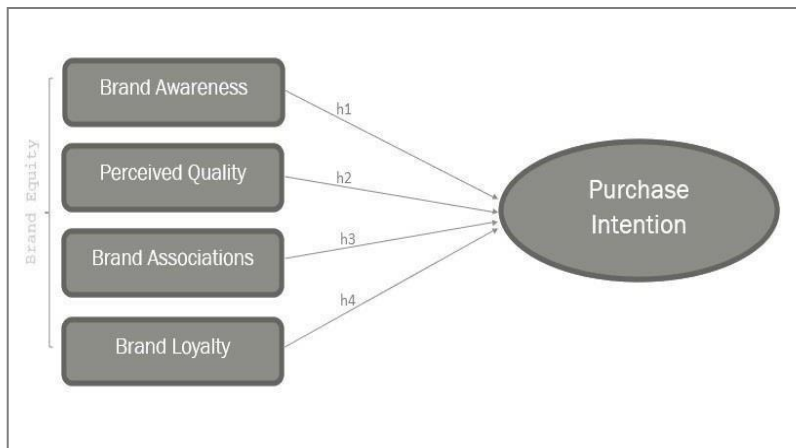 Brand Equity
Brand Awareness
Perceived Quality
Brand Associations
Brand Loyalty
h1
h2
h3
h4
Purchase
Intention